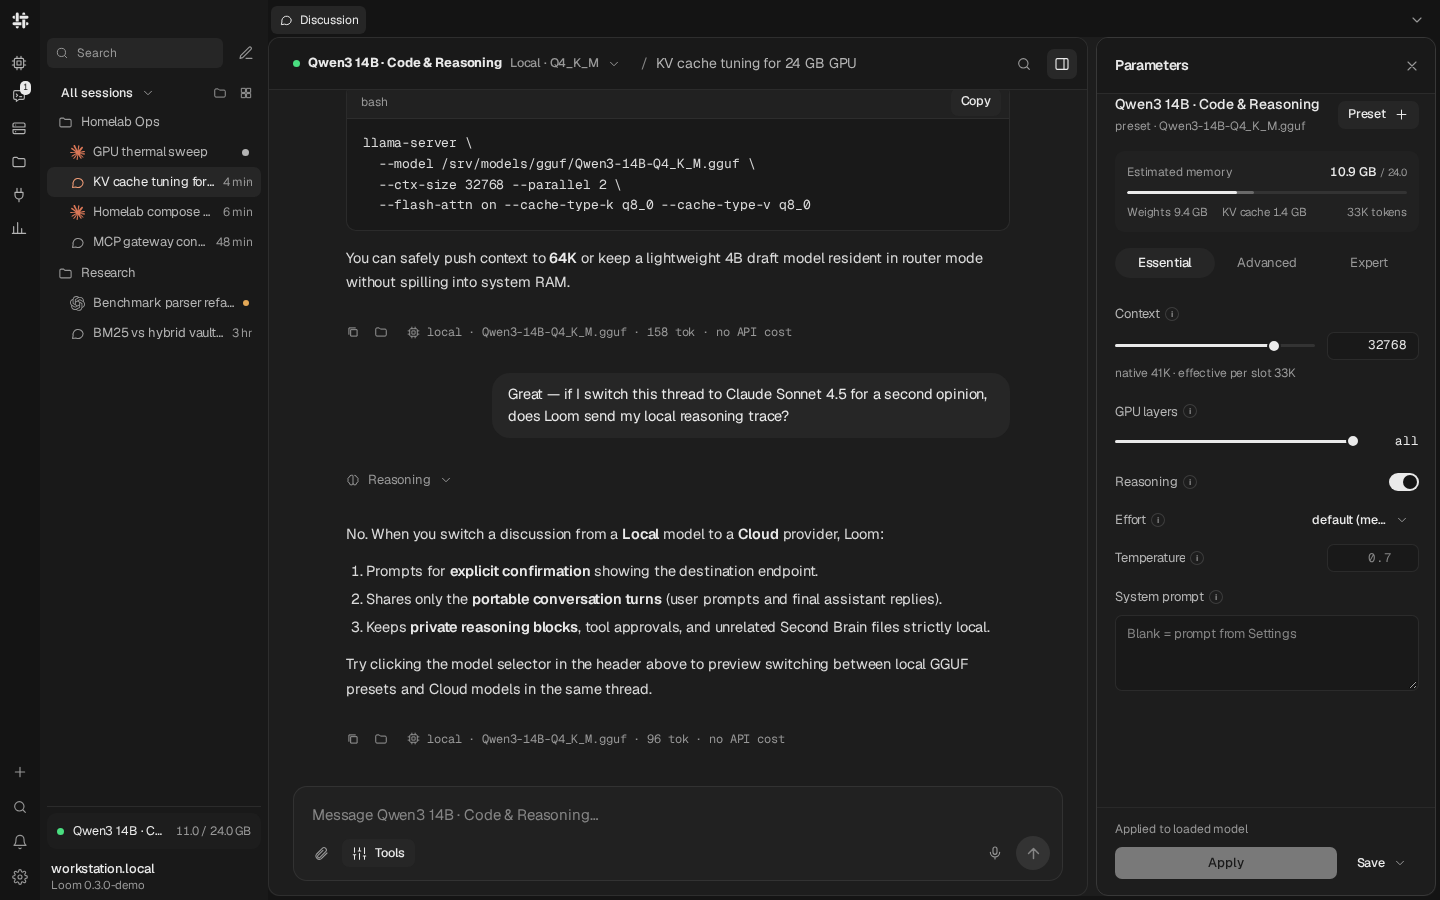 Discussion
Search
1
All sessions
Homelab Ops
GPU thermal sweep
KV cache tuning for... 4 min
Homelab compose ... 6 min
MCP gateway con... 48 min
Research
Benchmark parser refa...
BM25 vs hybrid vault... 3 hr
Qwen3 14B · C... 11.0 / 24.0 GB
workstation.local
Loom 0.3.0-demo
Qwen3 14B · Code & Reasoning Local · Q4_K_M / KV cache tuning for 24 GB GPU
bash Copy
llama-server \
--model /srv/models/gguf/Qwen3-14B-Q4_K_M.gguf \
--ctx-size 32768 --parallel 2 \
--flash-attn on --cache-type-k q8_0 --cache-type-v q8_0
You can safely push context to 64K or keep a lightweight 4B draft model resident in router mode
without spilling into system RAM.
local · Qwen3-14B-Q4_K_M.gguf · 158 tok · no API cost
Great — if I switch this thread to Claude Sonnet 4.5 for a second opinion,
does Loom send my local reasoning trace?
Reasoning
No. When you switch a discussion from a Local model to a Cloud provider, Loom:
1. Prompts for explicit confirmation showing the destination endpoint.
2. Shares only the portable conversation turns (user prompts and final assistant replies).
3. Keeps private reasoning blocks, tool approvals, and unrelated Second Brain files strictly local.
Try clicking the model selector in the header above to preview switching between local GGUF
presets and Cloud models in the same thread.
local · Qwen3-14B-Q4_K_M.gguf · 96 tok · no API cost
Message Qwen3 14B · Code & Reasoning...
Tools
Parameters
Qwen3 14B · Code & Reasoning
preset · Qwen3-14B-Q4_K_M.gguf
Preset
Estimated memory 10.9 GB / 24.0
Weights 9.4 GB KV cache 1.4 GB 33K tokens
Essential Advanced Expert
Context
32768
native 41K · effective per slot 33K
GPU layers
all
Reasoning
Effort default (me...
Temperature 0.7
System prompt
Blank = prompt from Settings
Applied to loaded model
Apply Save